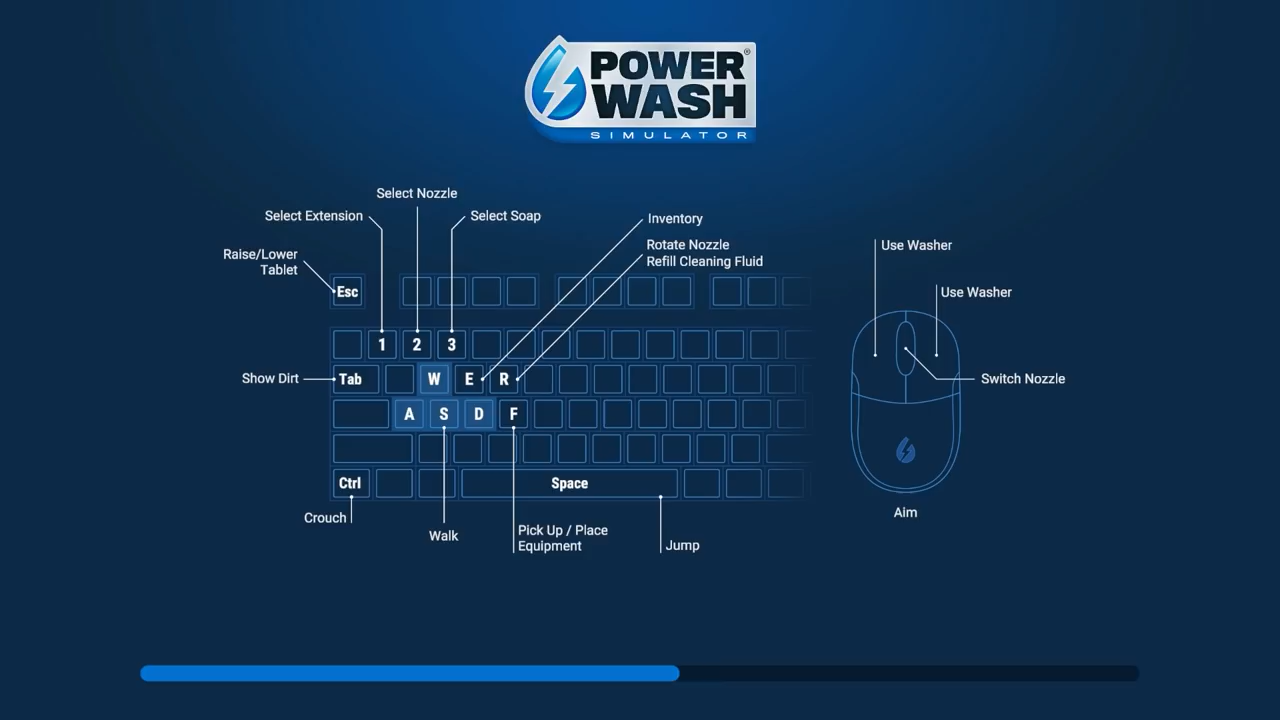 POWER®
WASH
SIMULATOR
Select Nozzle
Select Extension
Select Soap
Inventory
Raise/Lower
Tablet
Rotate Nozzle
Refill Cleaning Fluid
Use Washer
Use Washer
Esc
1 2 3
Show Dirt
Tab W E R
Switch Nozzle
A S D F
Ctrl Space
Crouch
Walk
Pick Up / Place
Equipment
Jump
Aim